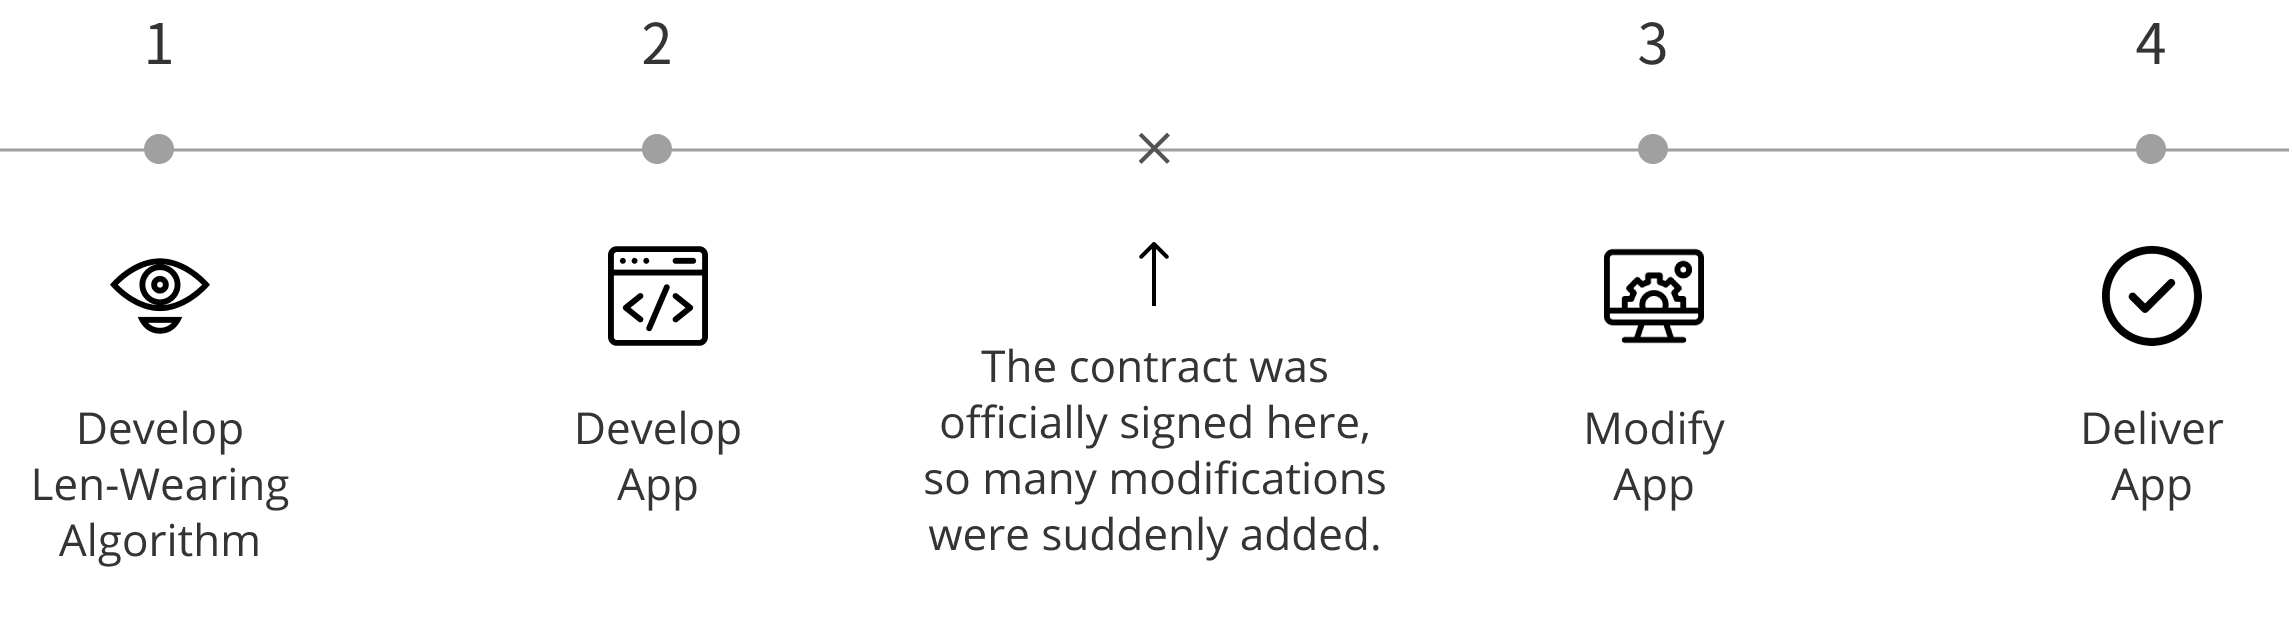 1
2
3
4
Develop
Len-Wearing
Algorithm
Develop
App
The contract was
officially signed here,
so many modifications
were suddenly added.
Modify
App
Deliver
App